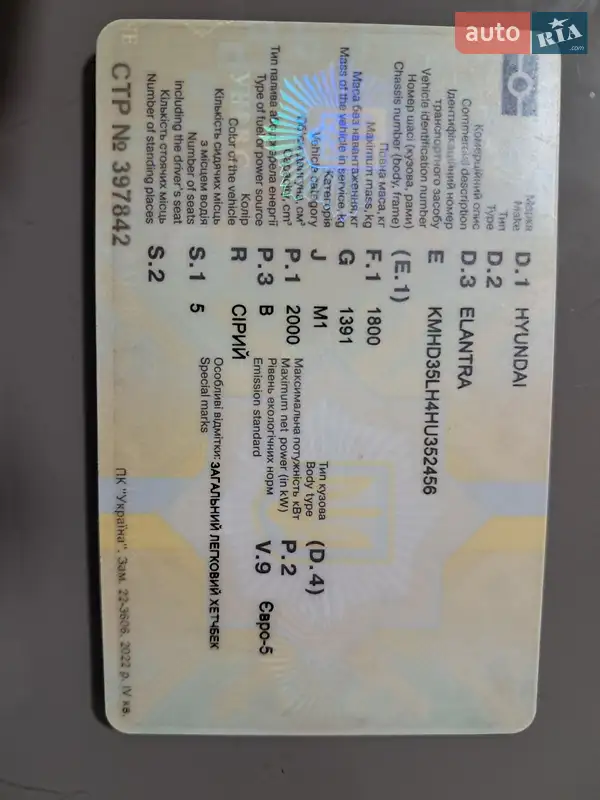 auto RIA
.com
Марка D.1 HYUNDAI
Make
Тип D.2
Type
Комерційний опис D.3 ELANTRA
Commercial description
Ідентифікаційний номер E KMHD35LH4HU352456
транспортного засобу
Vehicle identification number
Номер шасі (кузова, рами) (E.1)
Chassis number (body, frame)
Повна маса, кг F.1 1800
Maximum mass, kg
Маса без навантаження, кг G 1391
Mass of the vehicle in service, kg
Категорія J M1
Vehicle category
Тип кузова (D.4)
Body type
Об'єм двигуна, см³ P.1 2000
Capacity, cm³
Максимальна потужність кВт P.2
Maximum net power (in kW)
Тип палива або джерела енергії P.3 B
Type of fuel or power source
Рівень екологічних норм V.9 Євро-5
Emission standard
Колір R СІРИЙ
Color of the vehicle
Кількість сидячих місць S.1 5
з місцем водія
Number of seats
including the driver's seat
Особливі відмітки: ЗАГАЛЬНИЙ ЛЕГКОВИЙ ХЕТЧБЕК
Special marks
Кількість стоячих місць S.2
Number of standing places
СТР № 397842
ПК "Україна". Зам. 22-3606. 2022 р. IV кв.